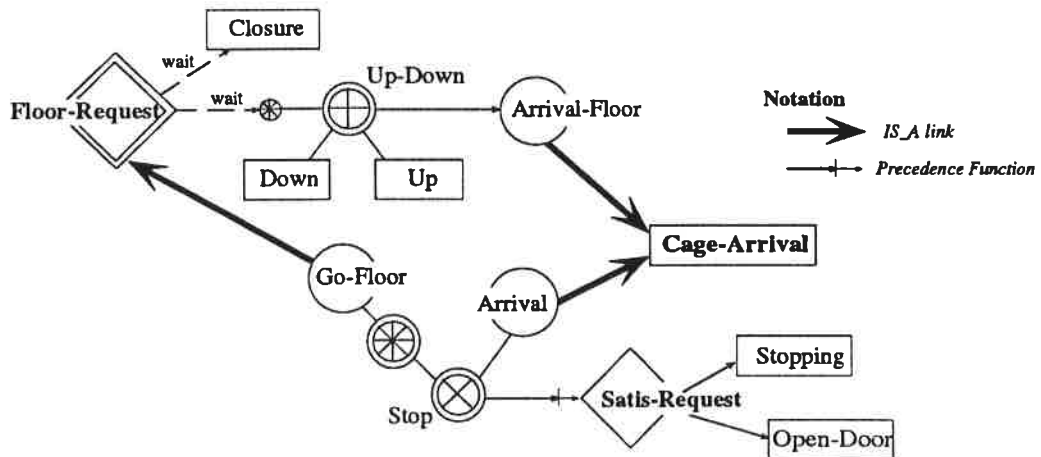 Closure
wait
Up-Down
Floor-Request
wait
Arrival-Floor
Notation
IS_A link
Down
Up
Precedence Function
Cage-Arrival
Go-Floor
Arrival
Stopping
Stop
Satis-Request
Open-Door